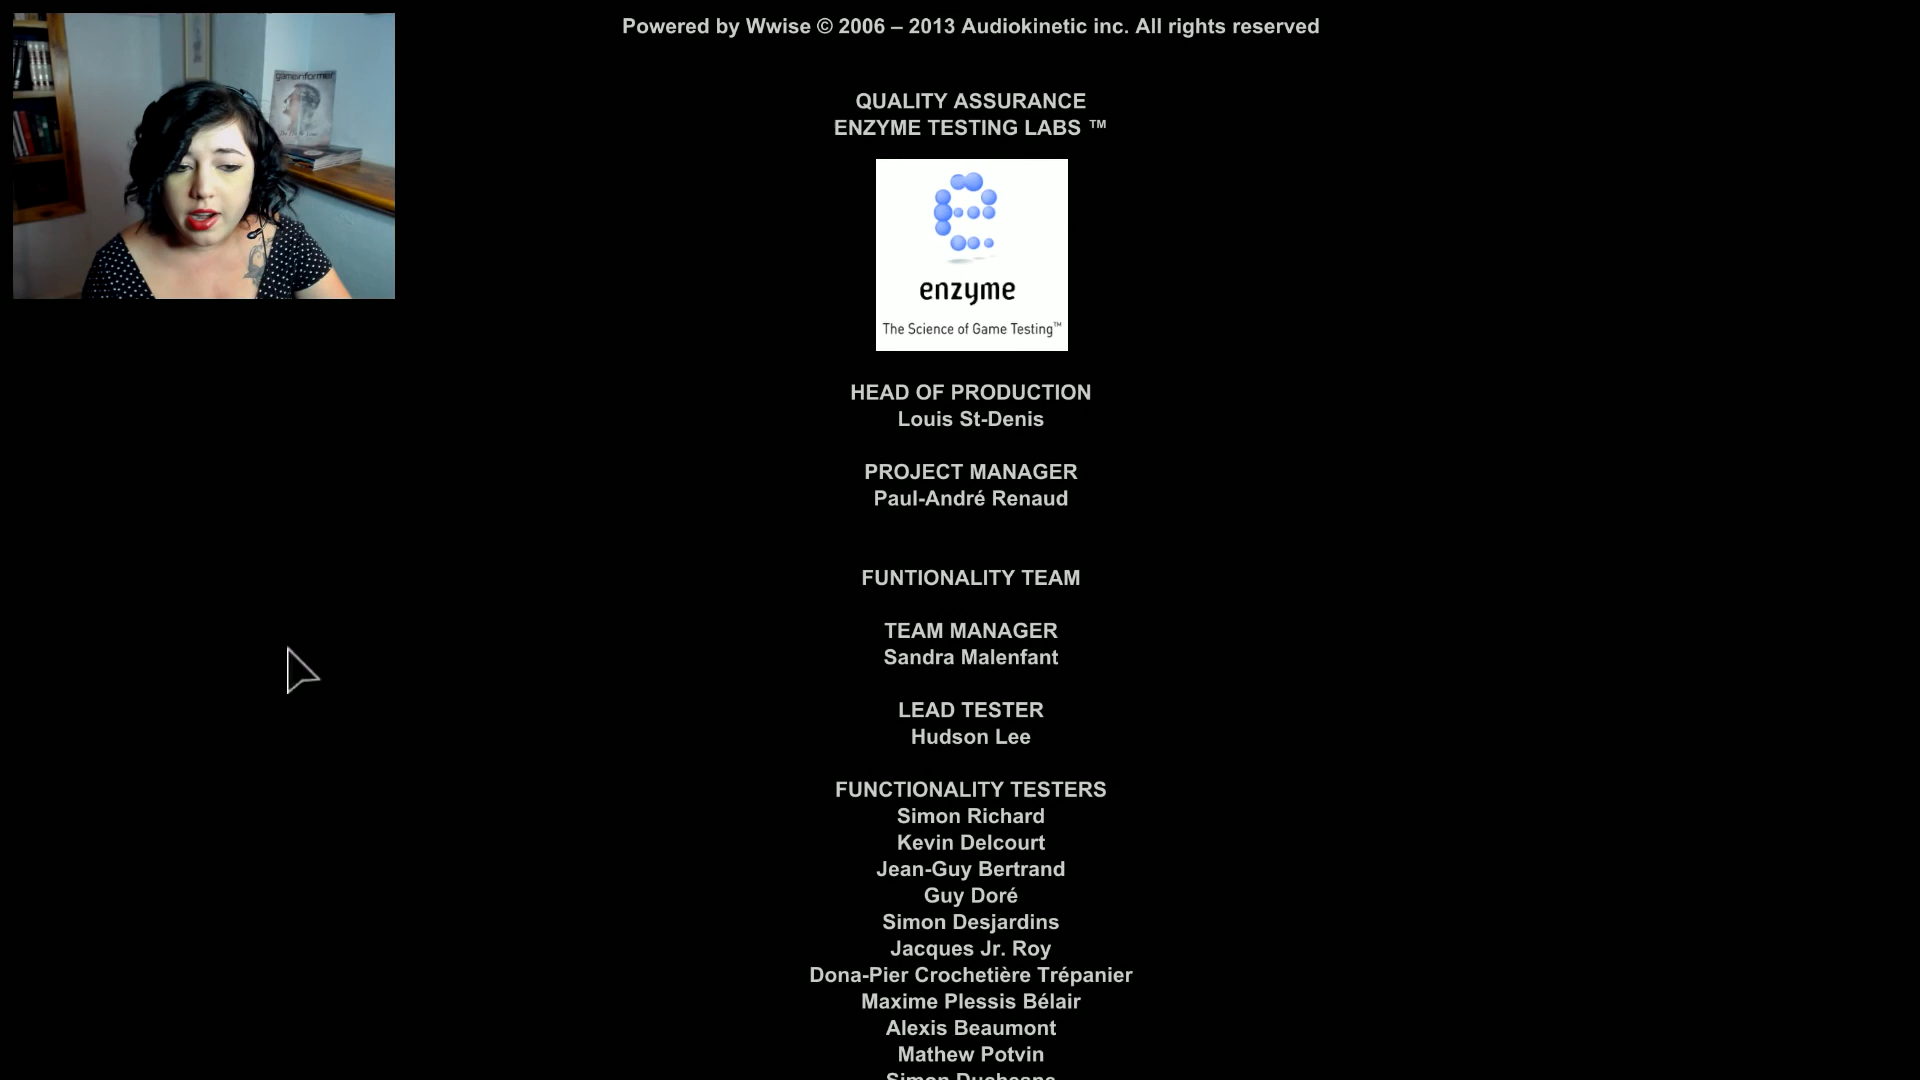 gameinformer
Powered by Wwise © 2006 – 2013 Audiokinetic inc. All rights reserved
QUALITY ASSURANCE
ENZYME TESTING LABS ™
enzyme
The Science of Game Testing™
HEAD OF PRODUCTION
Louis St-Denis
PROJECT MANAGER
Paul-André Renaud
FUNTIONALITY TEAM
TEAM MANAGER
Sandra Malenfant
LEAD TESTER
Hudson Lee
FUNCTIONALITY TESTERS
Simon Richard
Kevin Delcourt
Jean-Guy Bertrand
Guy Doré
Simon Desjardins
Jacques Jr. Roy
Dona-Pier Crochetière Trépanier
Maxime Plessis Bélair
Alexis Beaumont
Mathew Potvin
Simon